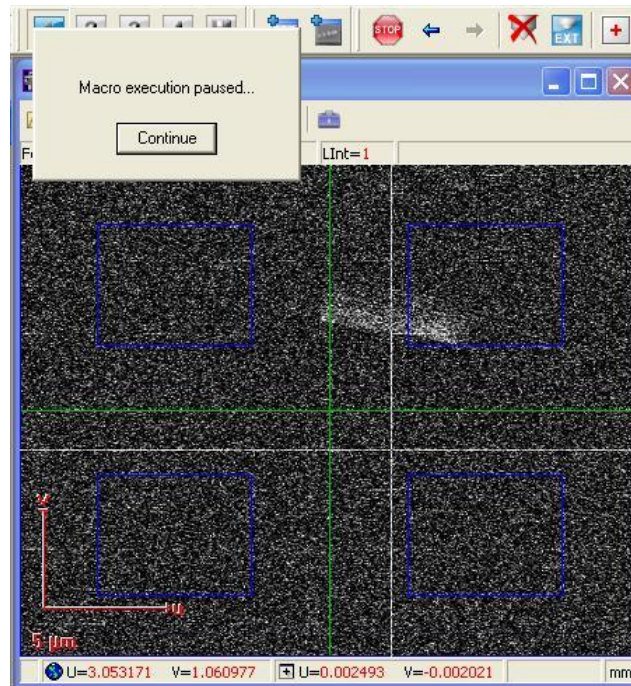 STOP
EXT
Macro execution paused...
Continue
LInt=1
V
U
5 µm
U=3.053171 V=1.060977
U=0.002493 V=-0.002021
mm